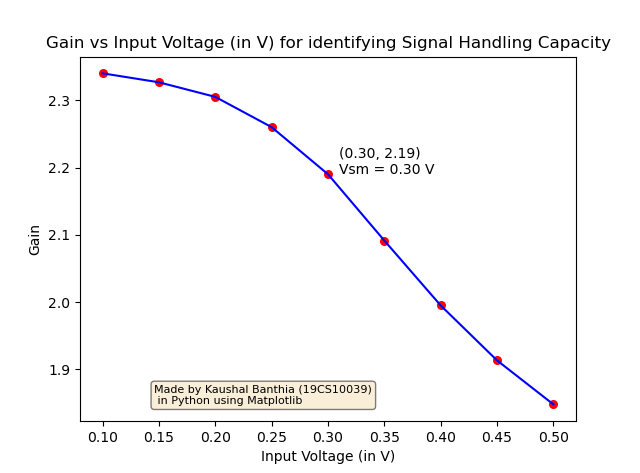 Gain vs Input Voltage (in V) for identifying Signal Handling Capacity
2.3
2.2
2.1
2.0
1.9
Gain
(0.30, 2.19)
Vsm = 0.30 V
Made by Kaushal Banthia (19CS10039)
in Python using Matplotlib
0.10 0.15 0.20 0.25 0.30 0.35 0.40 0.45 0.50
Input Voltage (in V)